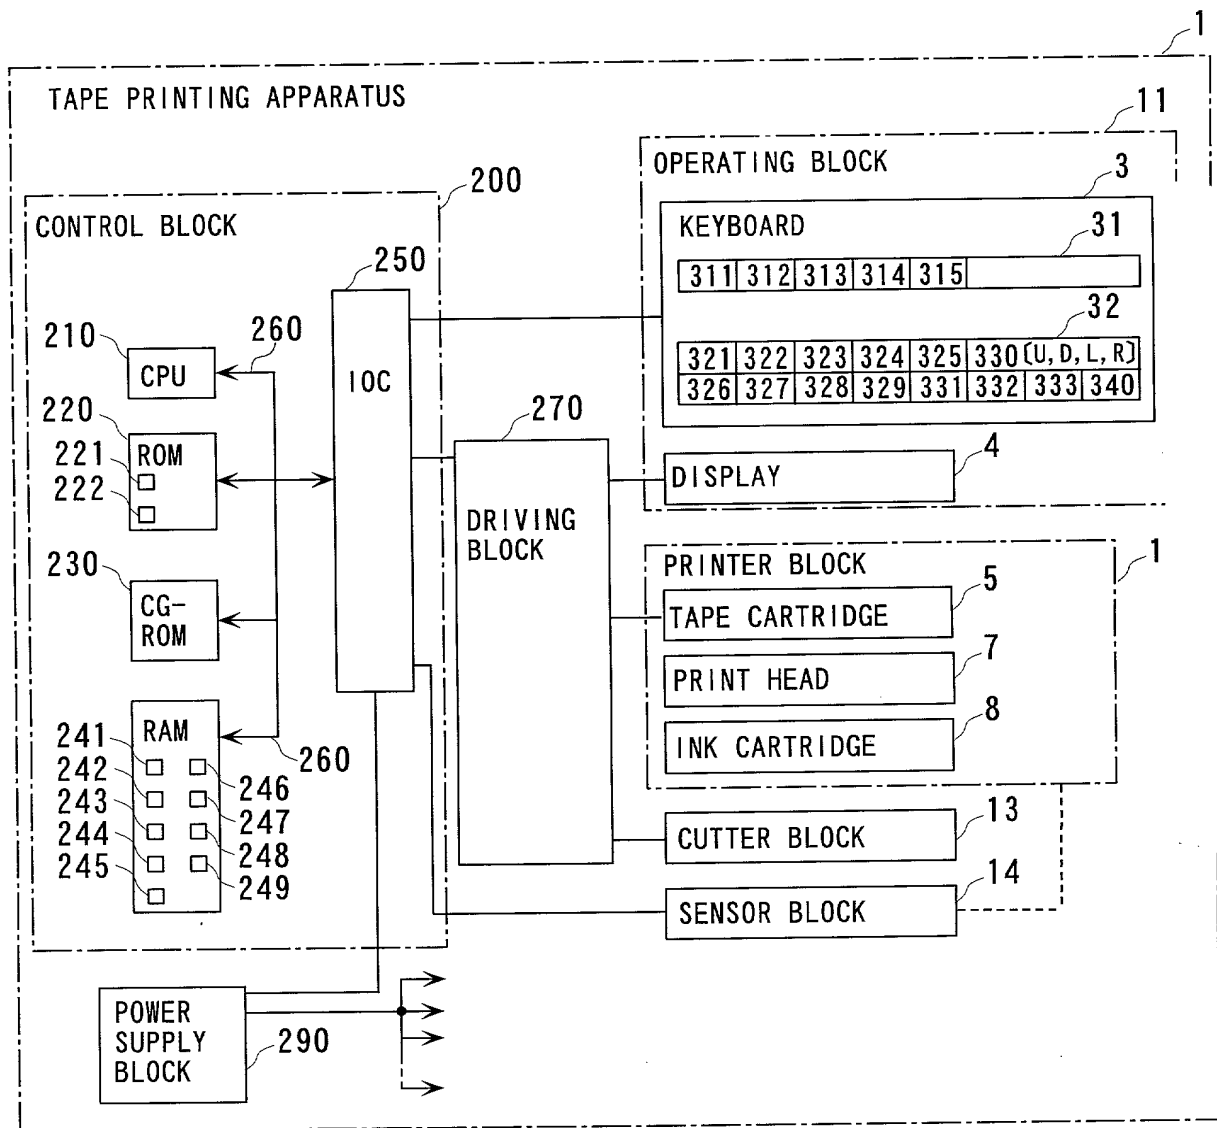 1
TAPE PRINTING APPARATUS
11
OPERATING BLOCK
200
CONTROL BLOCK
3
KEYBOARD
31
311 312 313 314 315
32
321 322 323 324 325 330(U, D, L, R)
326 327 328 329 331 332 333 340
250
IOC
210
CPU
260
220
ROM
221
222
270
DRIVING
BLOCK
4
DISPLAY
230
CG-
ROM
1
PRINTER BLOCK
5
TAPE CARTRIDGE
7
PRINT HEAD
8
INK CARTRIDGE
RAM
260
241
242
243
244
245
246
247
248
249
13
CUTTER BLOCK
14
SENSOR BLOCK
POWER
SUPPLY
BLOCK
290